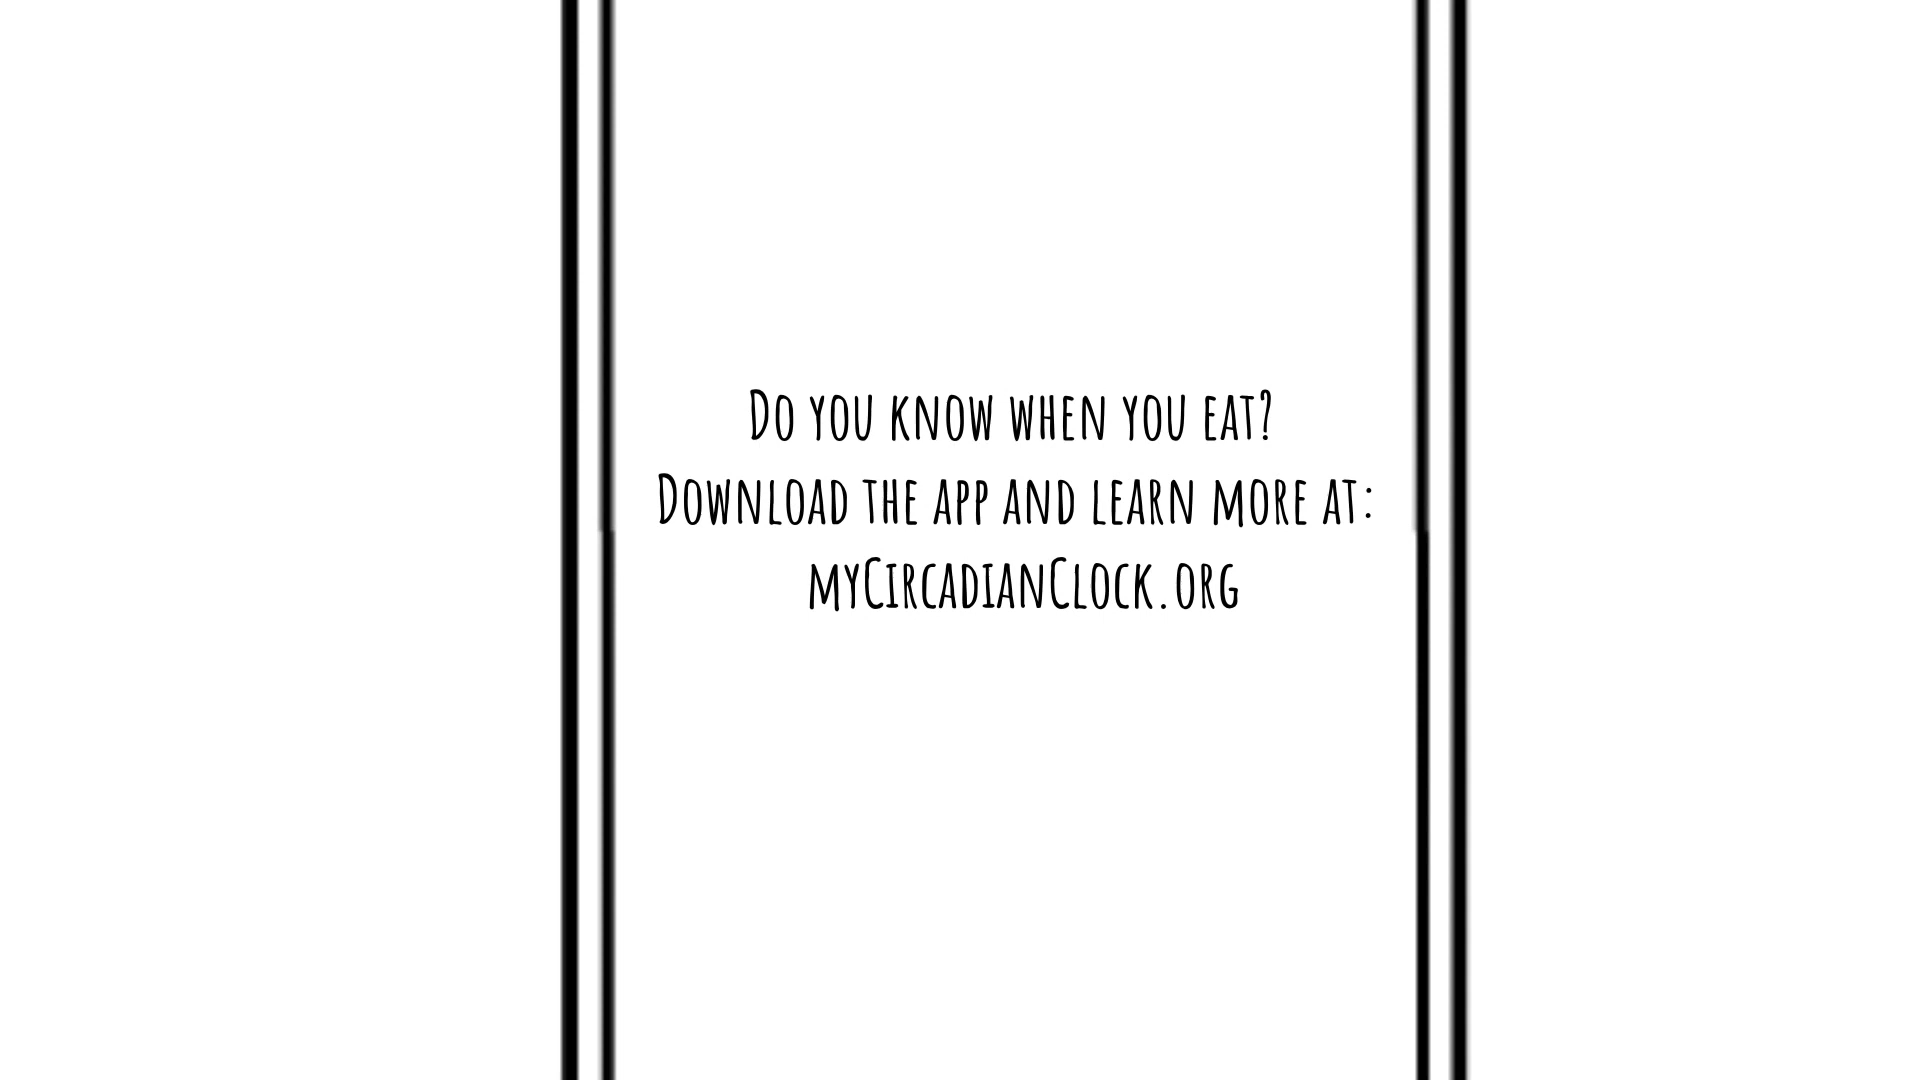 Do you know when you eat?
Download the app and learn more at:
myCircadianClock.org